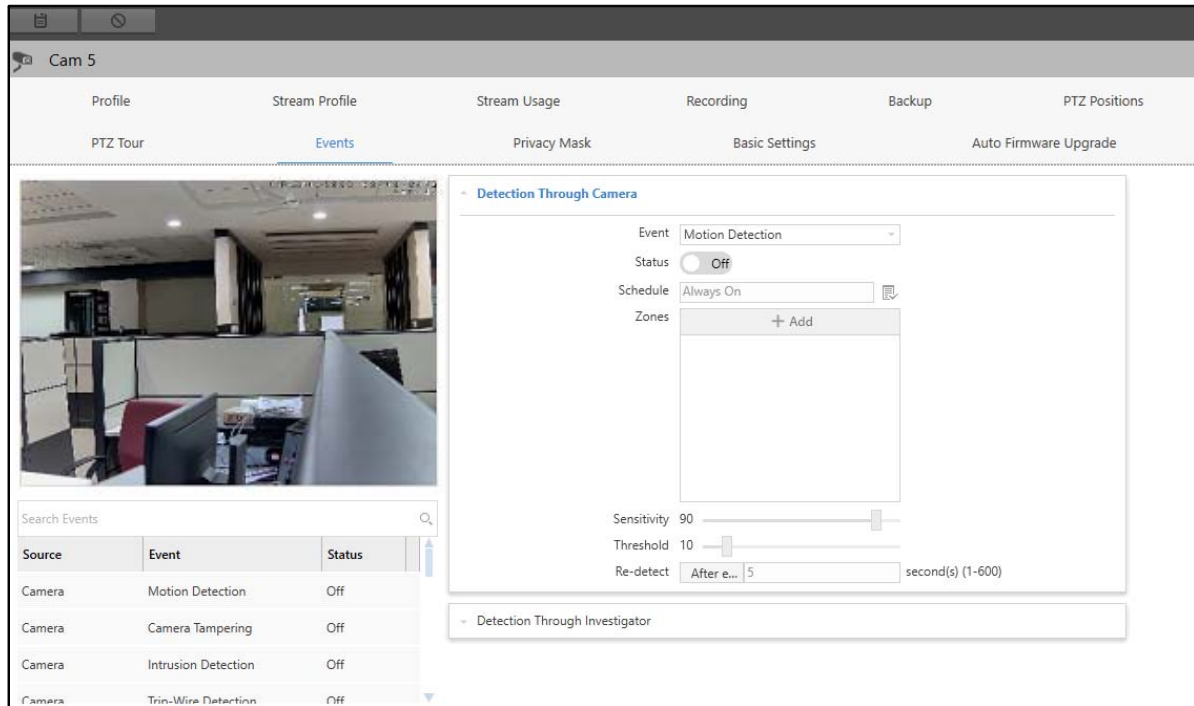 Cam 5
Profile Stream Profile Stream Usage Recording Backup PTZ Positions
PTZ Tour Events Privacy Mask Basic Settings Auto Firmware Upgrade
Detection Through Camera
Event Motion Detection
Status Off
Schedule Always On
Zones + Add
Sensitivity 90
Threshold 10
Re-detect After e... 5 second(s) (1-600)
Detection Through Investigator
Search Events
Source Event Status
Camera Motion Detection Off
Camera Camera Tampering Off
Camera Intrusion Detection Off
Camera Trip-Wire Detection Off